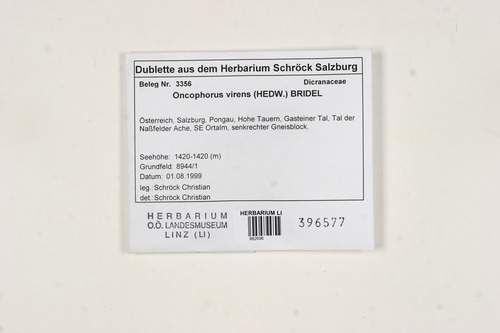 Dublette aus dem Herbarium Schröck Salzburg
Beleg Nr. 3356 Dicranaceae
Oncophorus virens (HEDW.) BRIDEL
Österreich, Salzburg, Pongau, Hohe Tauern, Gasteiner Tal, Tal der
Naßfelder Ache, SE Ortalm, senkrechter Gneisblock.
Seehöhe: 1420-1420 (m)
Grundfeld: 8944/1
Datum: 01.08.1999
leg.: Schröck Christian
det.: Schröck Christian
HERBARIUM
O.Ö. LANDESMUSEUM
LINZ (LI)
HERBARIUM LI
982696
396577